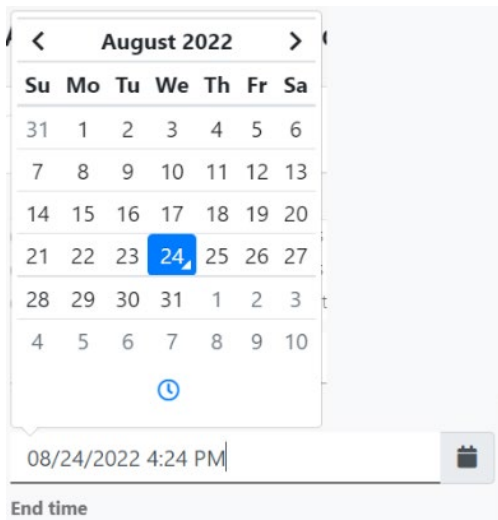 August 2022
Su Mo Tu We Th Fr Sa
31 1 2 3 4 5 6
7 8 9 10 11 12 13
14 15 16 17 18 19 20
21 22 23 24 25 26 27
28 29 30 31 1 2 3
4 5 6 7 8 9 10
08/24/2022 4:24 PM
End time